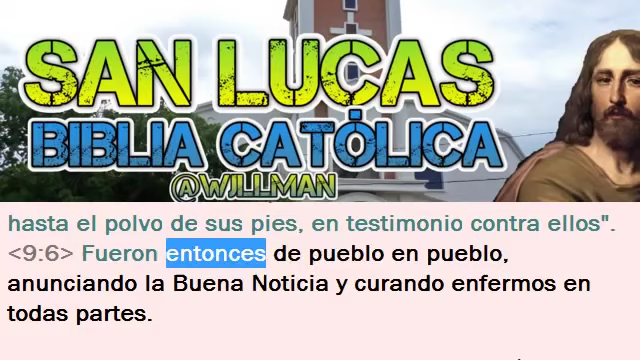 SAN LUCAS
BIBLIA CATÓLICA
@WILLMAN
hasta el polvo de sus pies, en testimonio contra ellos".
<9:6> Fueron entonces de pueblo en pueblo,
anunciando la Buena Noticia y curando enfermos en
todas partes.